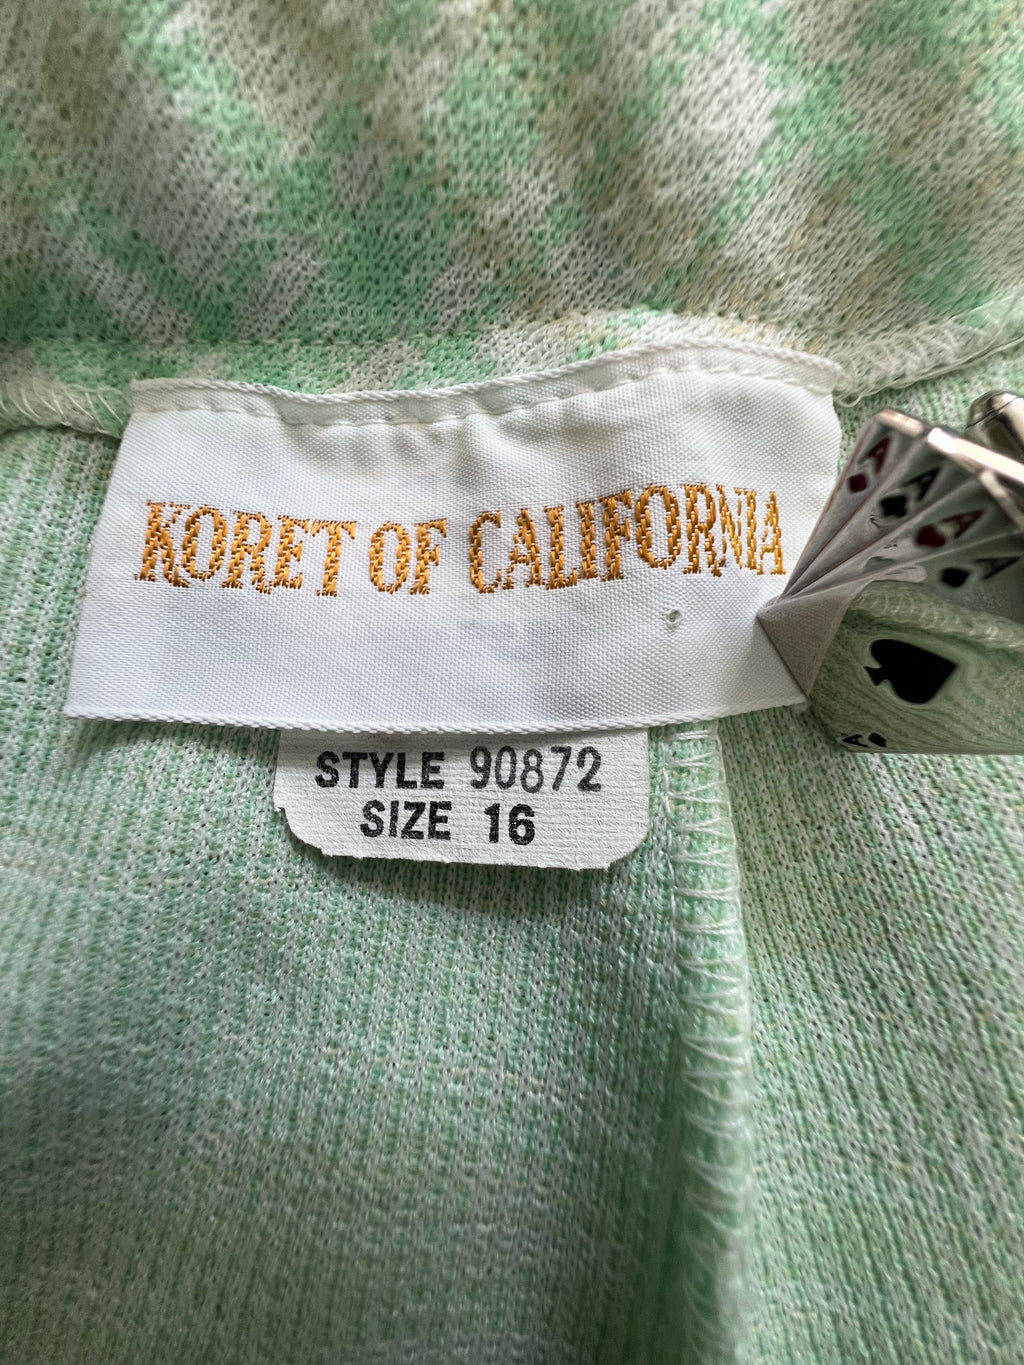 KORET OF CALIFORNIA
STYLE 90872
SIZE 16
A A A A
A